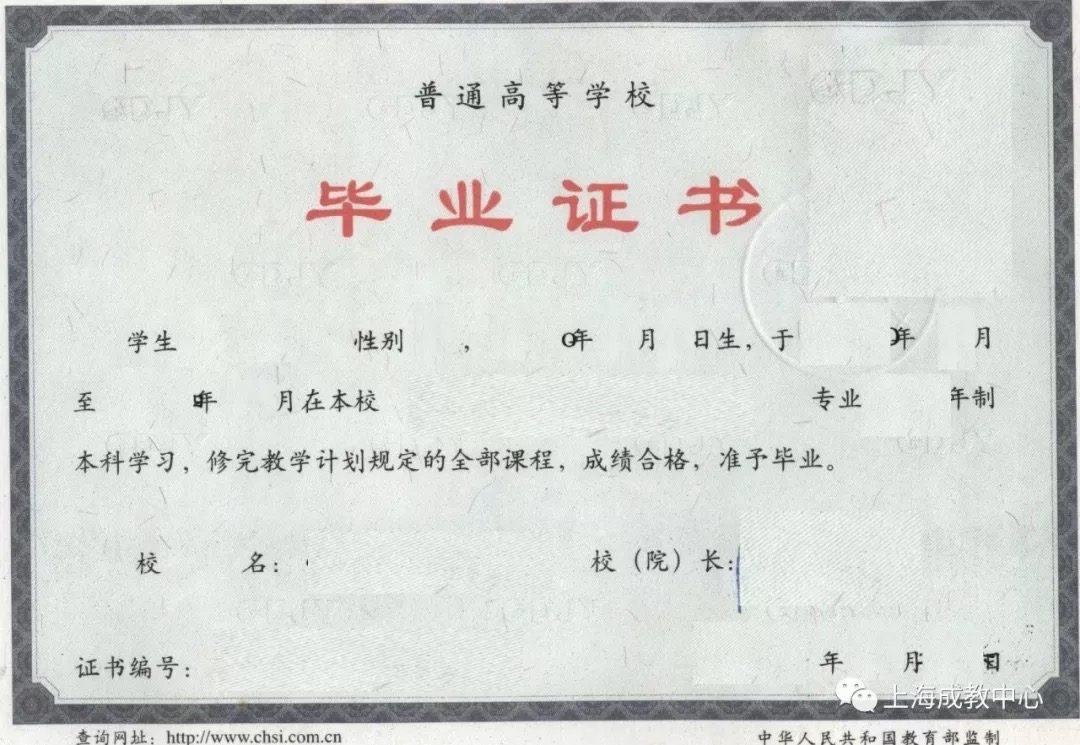 普通高等学校
毕业证书
学生 性别 , 年 月 日生，于 年 月
至 年 月在本校 专业 年制
本科学习，修完教学计划规定的全部课程，成绩合格，准予毕业。
校 名： 校（院）长：
证书编号： 年 月 日
上海成教中心
查询网址：http://www.chsi.com.cn 中华人民共和国教育部监制